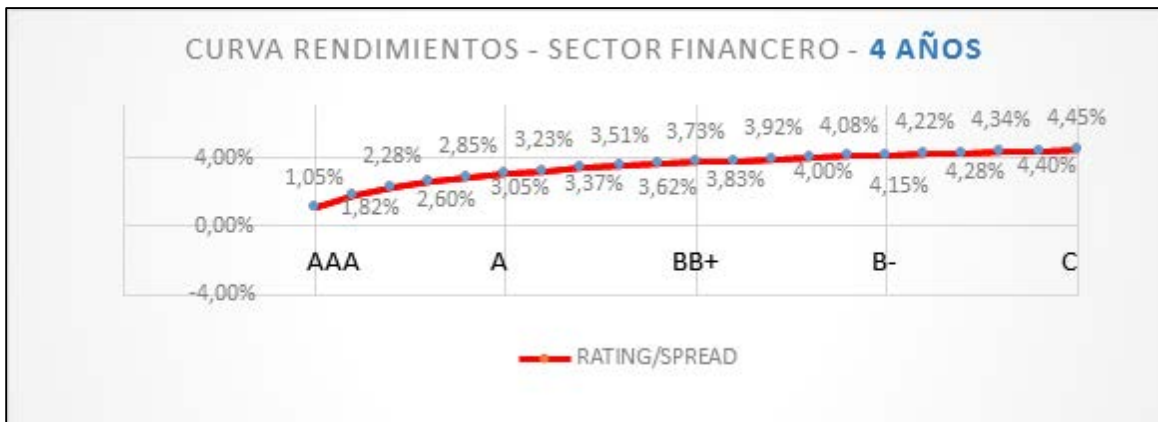 CURVA RENDIMIENTOS - SECTOR FINANCERO - 4 AÑOS
2,28% 2,85% 3,23% 3,51% 3,73% 3,92% 4,08% 4,22% 4,34% 4,45%
4,00%
1,05% 1,82% 2,60% 3,05% 3,37% 3,62% 3,83% 4,00% 4,15% 4,28% 4,40%
0,00%
AAA A BB+ B- C
-4,00%
RATING/SPREAD